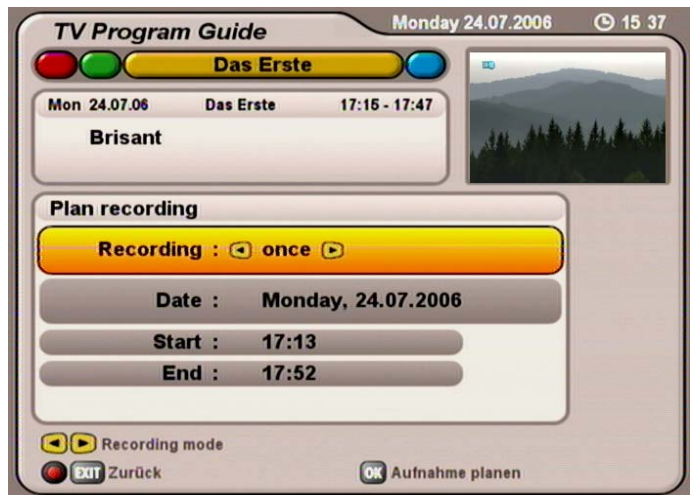 TV Program Guide
Monday 24.07.2006
15 37
Das Erste
Mon 24.07.06 Das Erste 17:15 - 17:47
Brisant
Plan recording
Recording : once
Date : Monday, 24.07.2006
Start : 17:13
End : 17:52
Recording mode
EXIT Zurück
OK Aufnahme planen